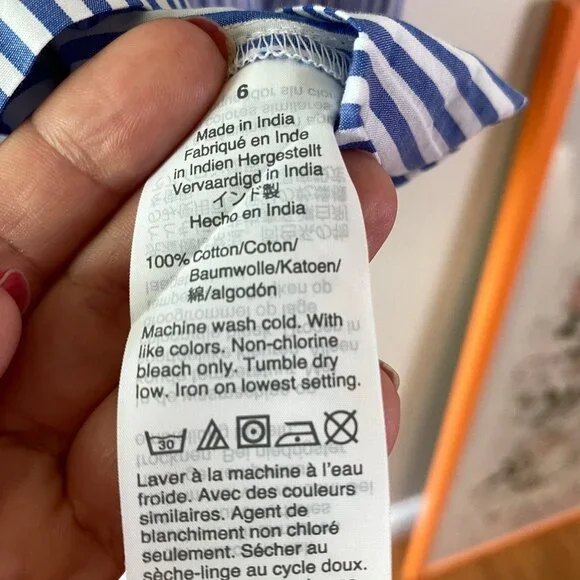 6
Made in India
Fabriqué en Inde
in Indien Hergestellt
Vervaardigd in India
インド製
Hecho en India
100% Cotton/Coton/
Baumwolle/Katoen/
綿/algodón
Machine wash cold. With
like colors. Non-chlorine
bleach only. Tumble dry
low. Iron on lowest setting.
30
Laver à la machine à l'eau
froide. Avec des couleurs
similaires. Agent de
blanchiment non chloré
seulement. Sécher au
sèche-linge au cycle doux.